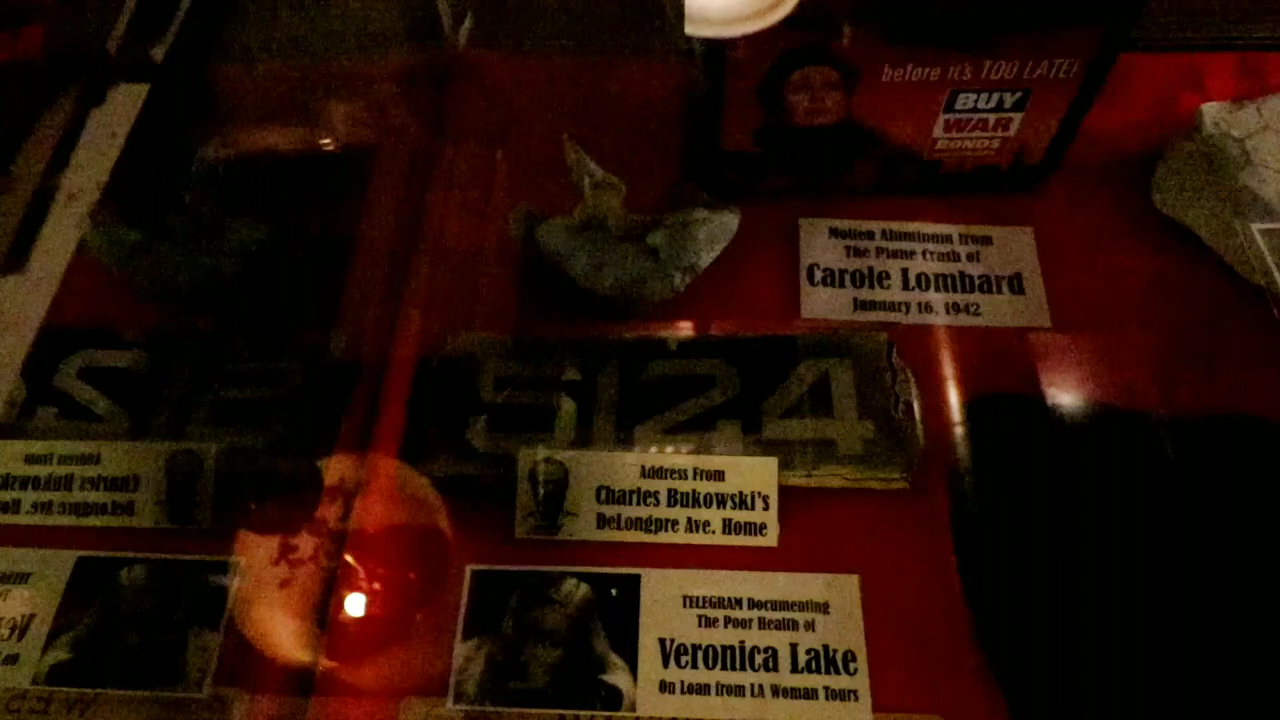 before it's TOO LATE!
BUY
WAR
BONDS
Molten Aluminum from
The Plane Crash of
Carole Lombard
January 16, 1942
5124
Address From
Charles Bukowski's
DeLongpre Ave. Home
TELEGRAM Documenting
The Poor Health of
Veronica Lake
On Loan from LA Woman Tours